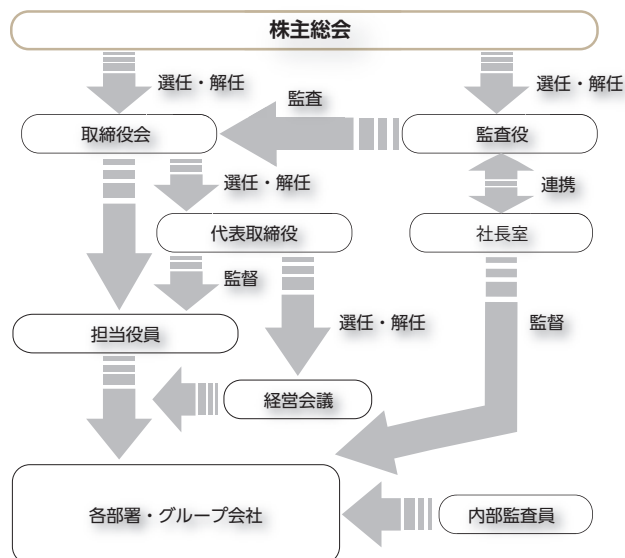 株主総会
選任・解任
選任・解任
監査
取締役会
監査役
選任・解任
連携
代表取締役
社長室
監督
担当役員
選任・解任
監督
経営会議
各部署・グループ会社
内部監査員